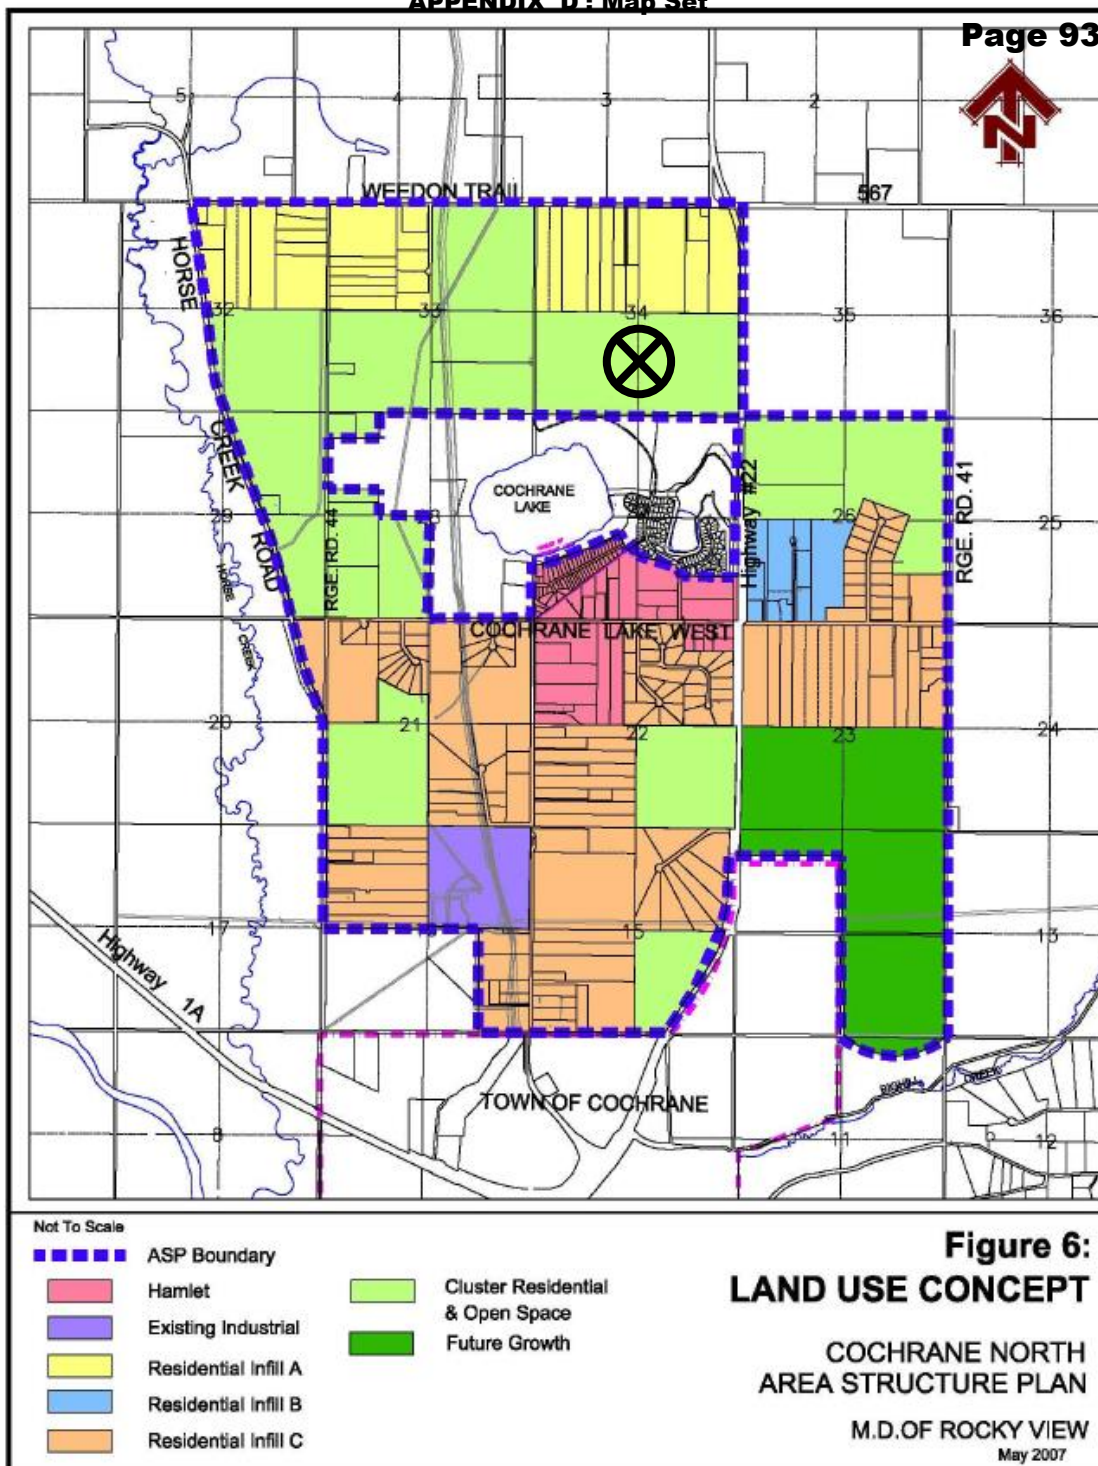 APPENDIX D : Map Set
Page 93
N
5
4
3
2
WEEDON TRAIL
567
HORSE
32
33
34
35
36
CREEK
COCHRANE
LAKE
Highway #22
RGE. RD. 41
29
26
25
ROAD
RGE. RD. 44
HORSE
CREEK
COCHRANE LAKE WEST
20
21
22
23
24
17
15
13
Highway 1A
TOWN OF COCHRANE
BIGHILL CREEK
8
11
12
Not To Scale
ASP Boundary
Hamlet
Existing Industrial
Residential Infill A
Residential Infill B
Residential Infill C
Cluster Residential
& Open Space
Future Growth
Figure 6:
LAND USE CONCEPT
COCHRANE NORTH
AREA STRUCTURE PLAN
M.D.OF ROCKY VIEW
May 2007